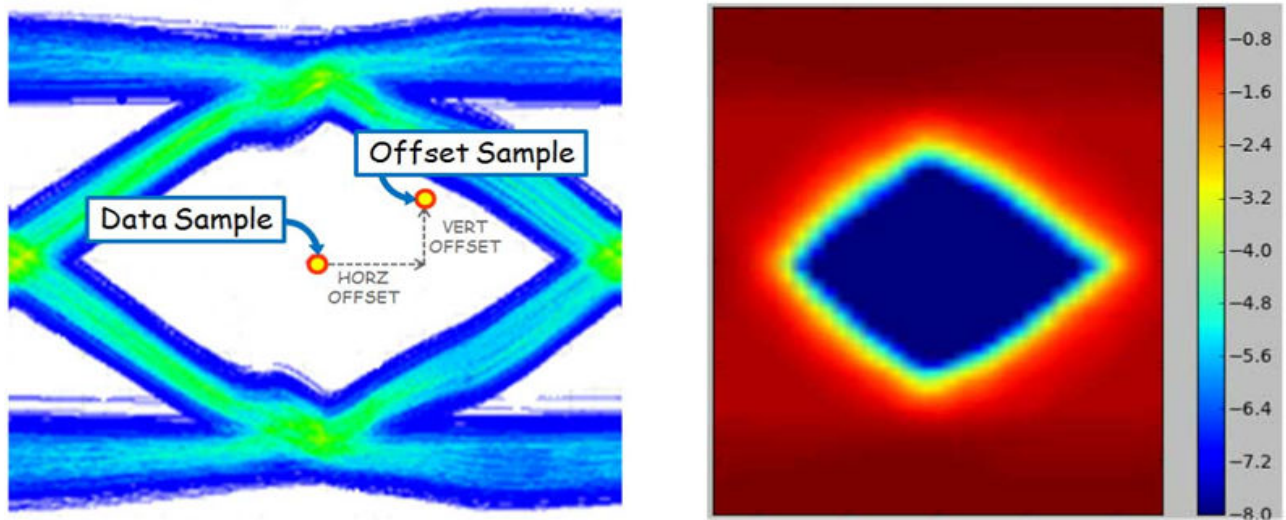 Offset Sample
Data Sample
VERT
OFFSET
HORZ
OFFSET
−0.8
−1.6
−2.4
−3.2
−4.0
−4.8
−5.6
−6.4
−7.2
−8.0